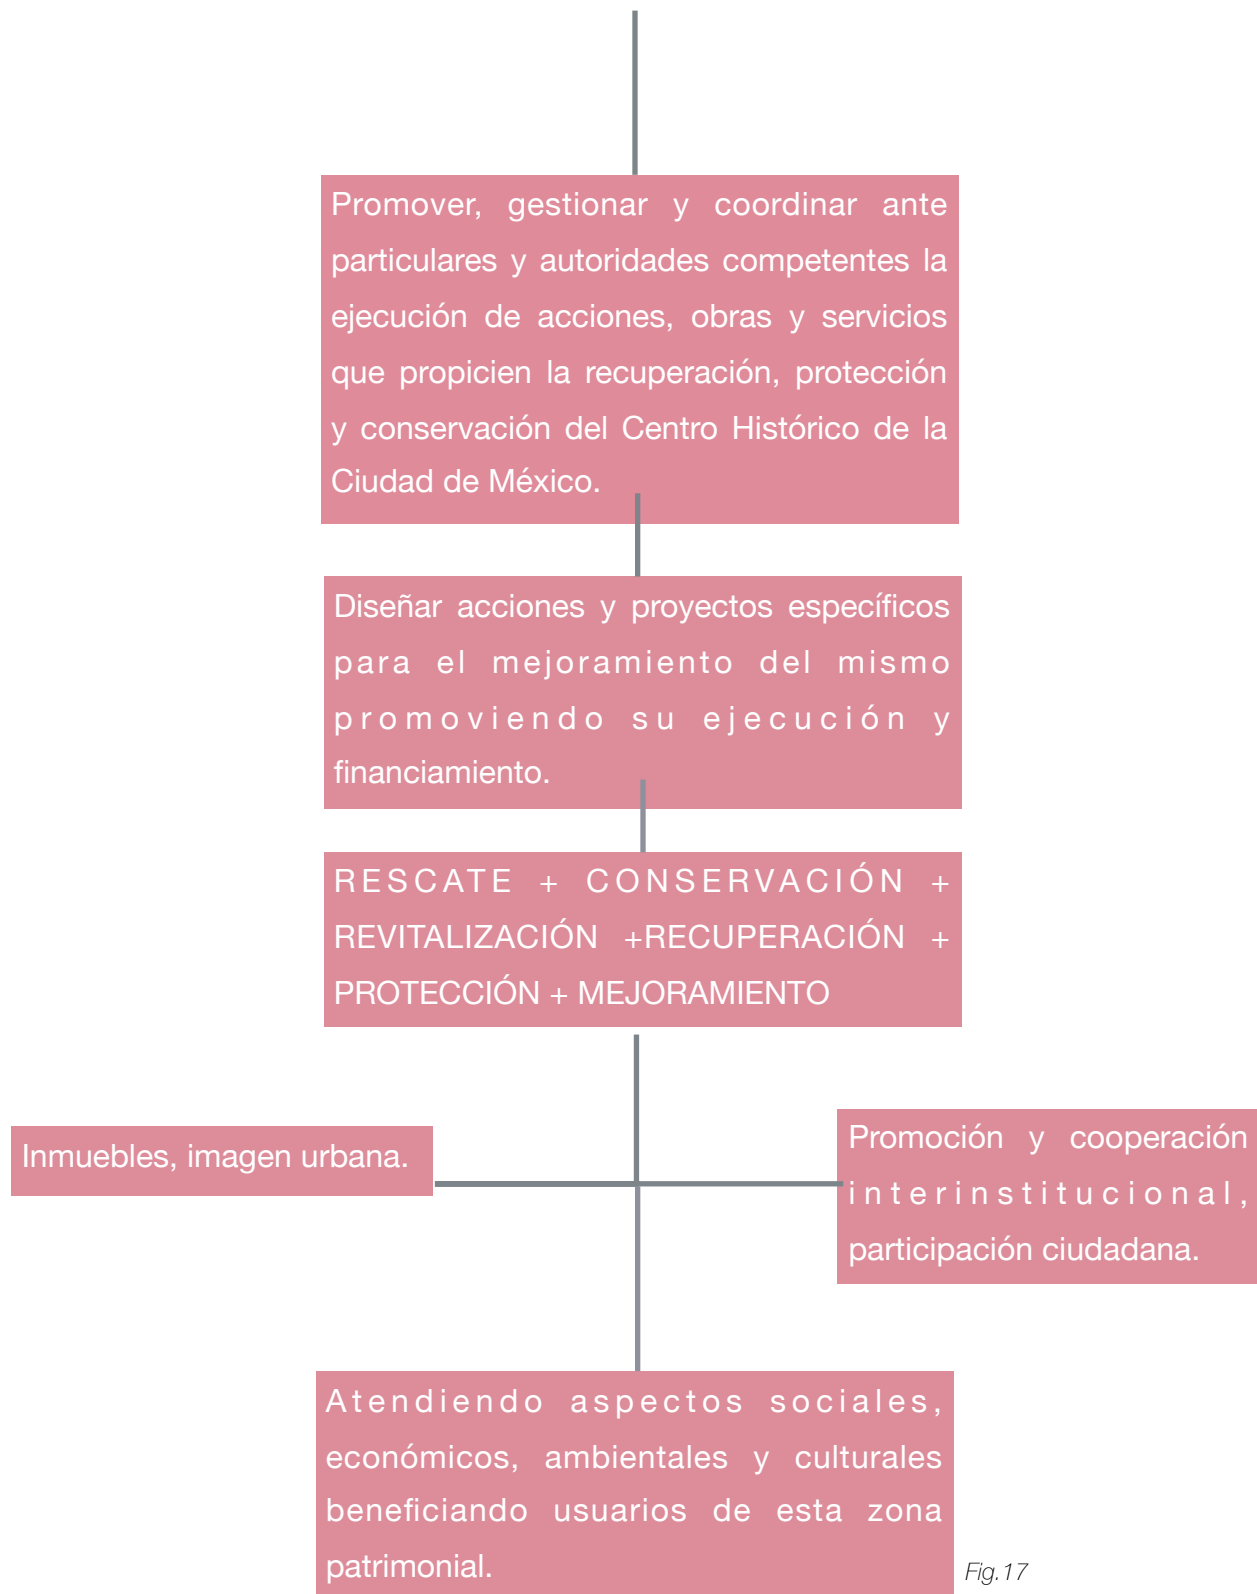 Promover, gestionar y coordinar ante
particulares y autoridades competentes la
ejecución de acciones, obras y servicios
que propicien la recuperación, protección
y conservación del Centro Histórico de la
Ciudad de México.
Diseñar acciones y proyectos específicos
para el mejoramiento del mismo
promoviendo su ejecución y
financiamiento.
RESCATE + CONSERVACIÓN +
REVITALIZACIÓN +RECUPERACIÓN +
PROTECCIÓN + MEJORAMIENTO
Inmuebles, imagen urbana.
Promoción y cooperación
interinstitucional,
participación ciudadana.
Atendiendo aspectos sociales,
económicos, ambientales y culturales
beneficiando usuarios de esta zona
patrimonial.
Fig.17